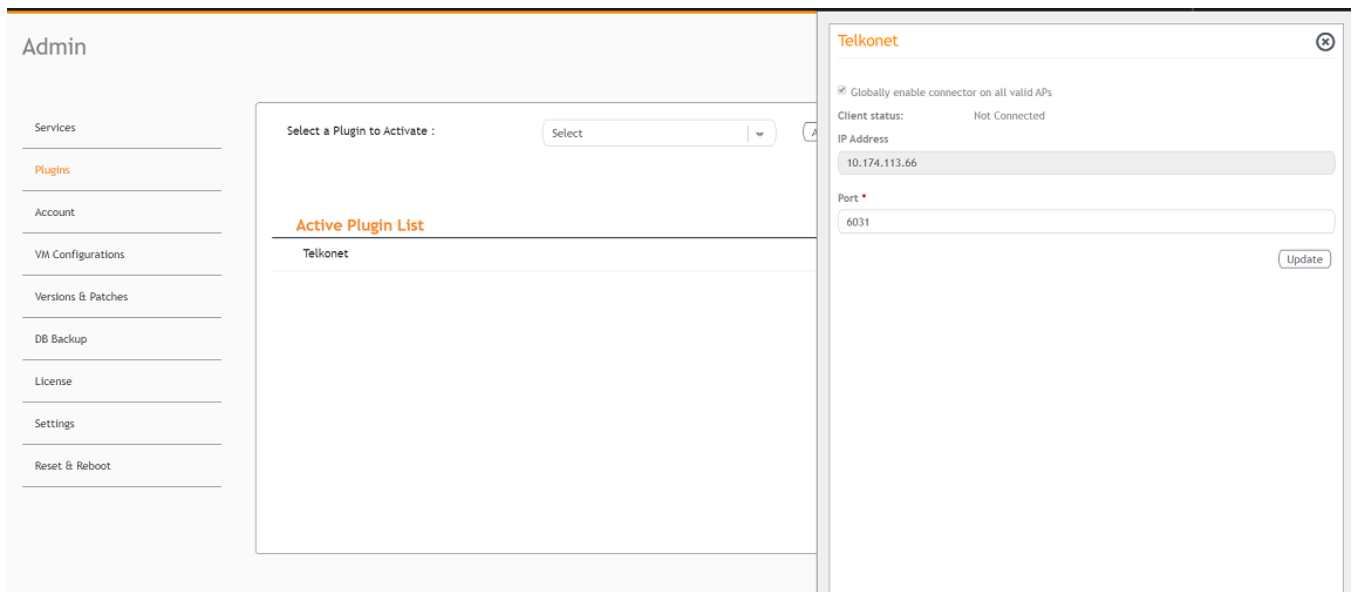 Admin
Services
Plugins
Account
VM Configurations
Versions & Patches
DB Backup
License
Settings
Reset & Reboot
Select a Plugin to Activate :
Select
Active Plugin List
Telkonet
Telkonet
Globally enable connector on all valid APs
Client status: Not Connected
IP Address
10.174.113.66
Port *
6031
Update